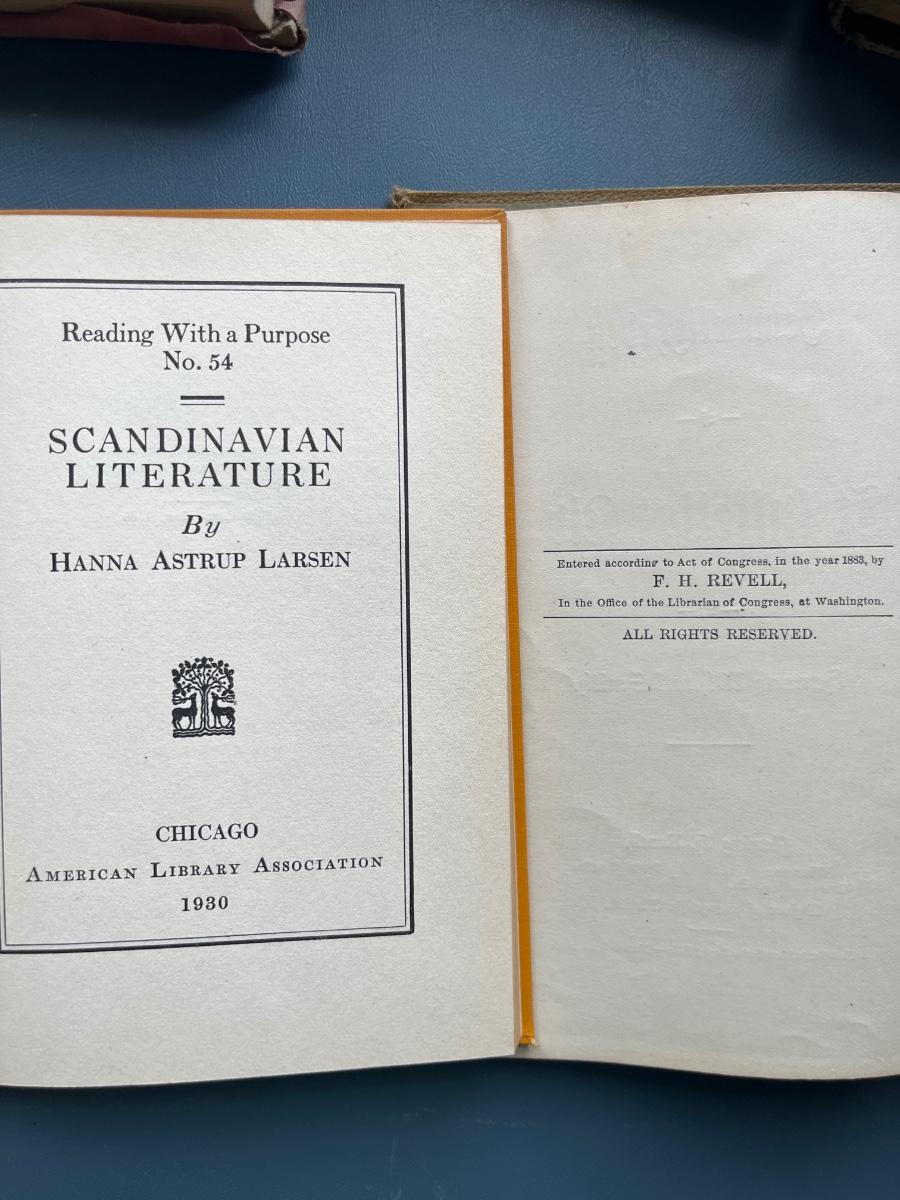 Reading With a Purpose
No. 54
SCANDINAVIAN
LITERATURE
By
HANNA ASTRUP LARSEN
CHICAGO
AMERICAN LIBRARY ASSOCIATION
1930
Entered according to Act of Congress, in the year 1883, by
F. H. REVELL,
In the Office of the Librarian of Congress, at Washington.
ALL RIGHTS RESERVED.